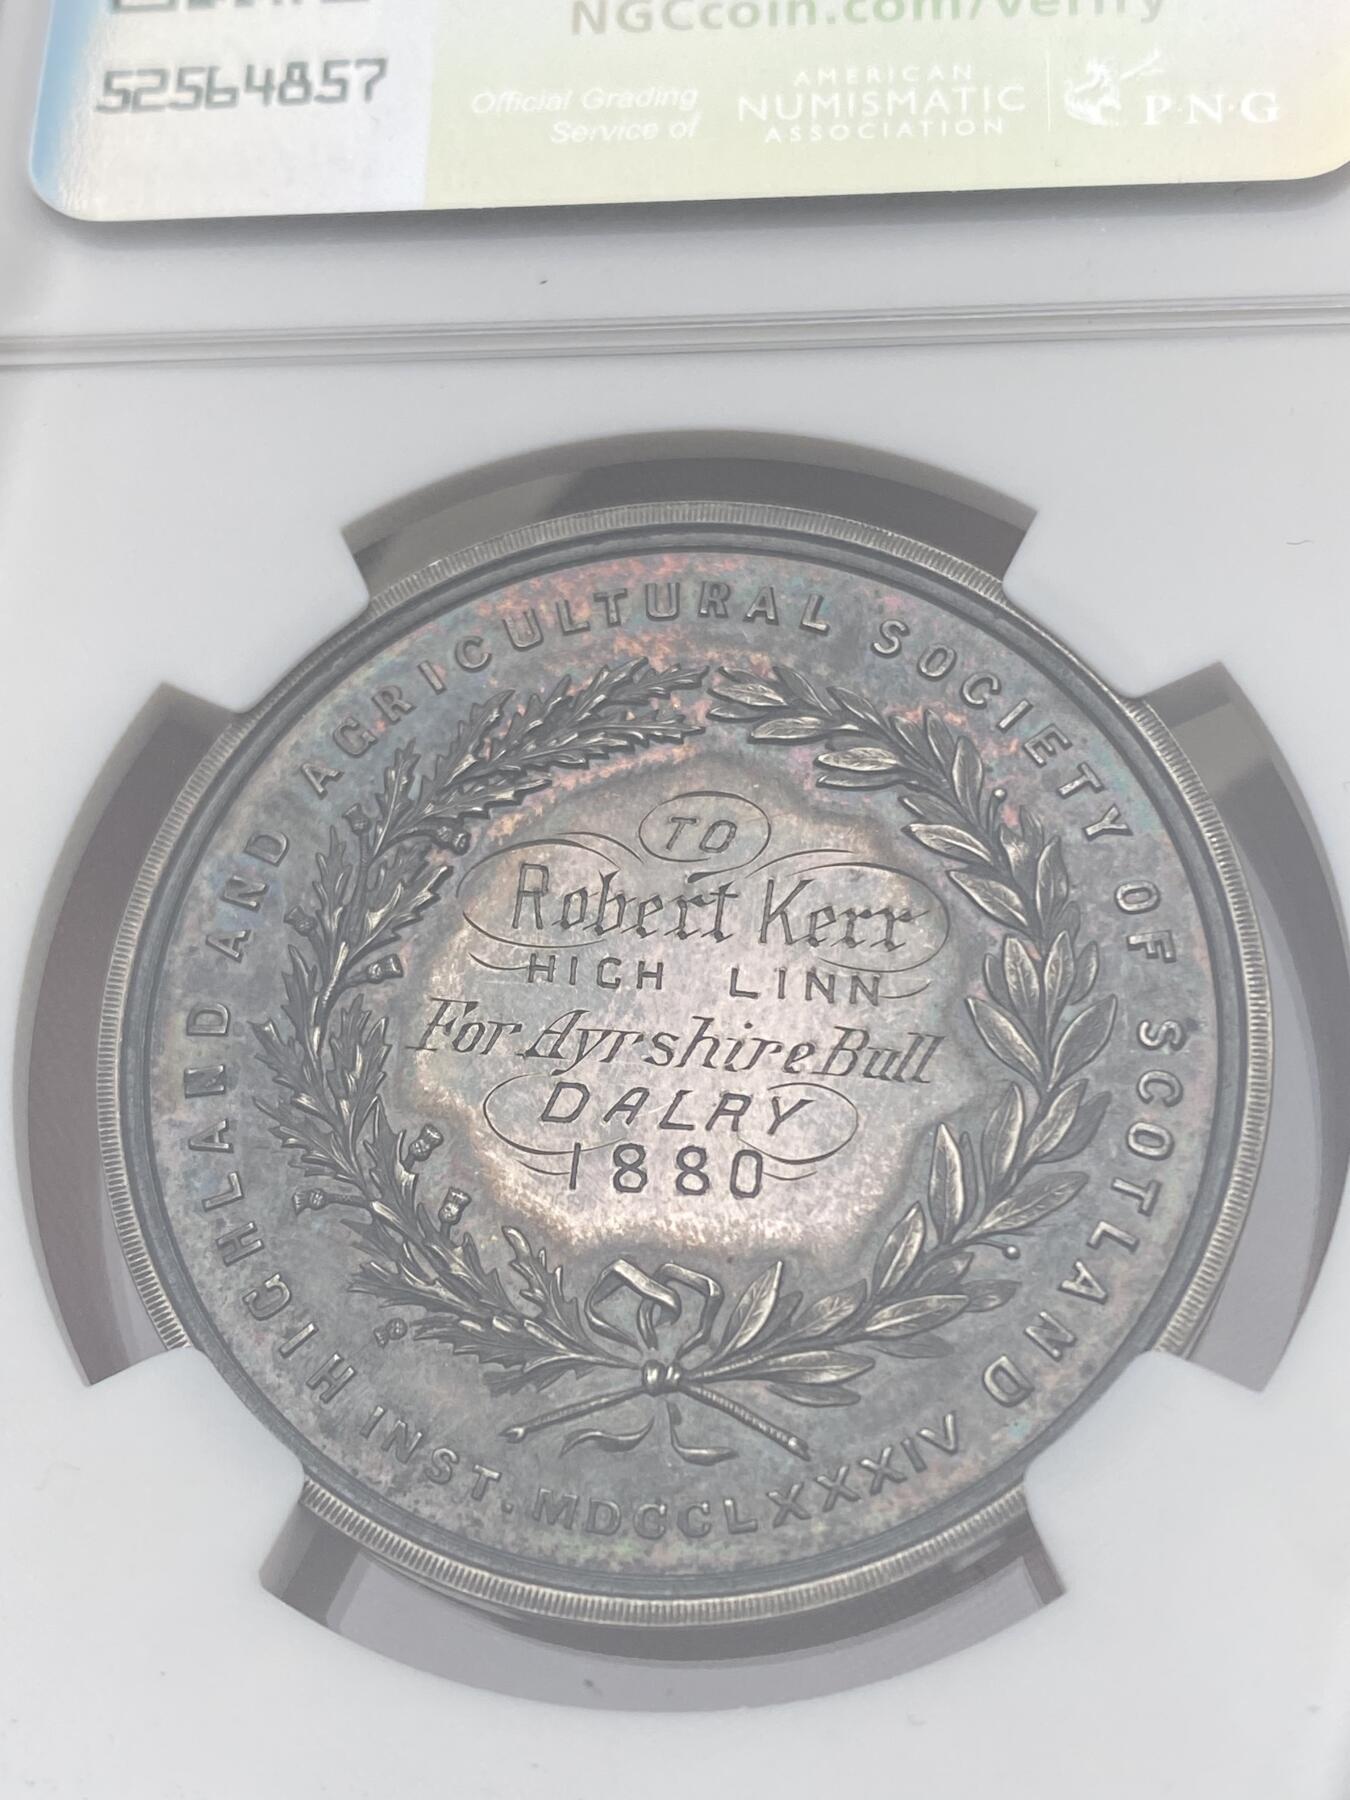 NGCcoin.com/verify
52564857
Official Grading
Service of
AMERICAN
NUMISMATIC
ASSOCIATION
P·N·G
HIGHLAND AND AGRICULTURAL SOCIETY OF SCOTLAND
INST. MDCCLXXXIV
TO
Robert Kerr
HIGH LINN
For Ayrshire Bull
DALRY
1880